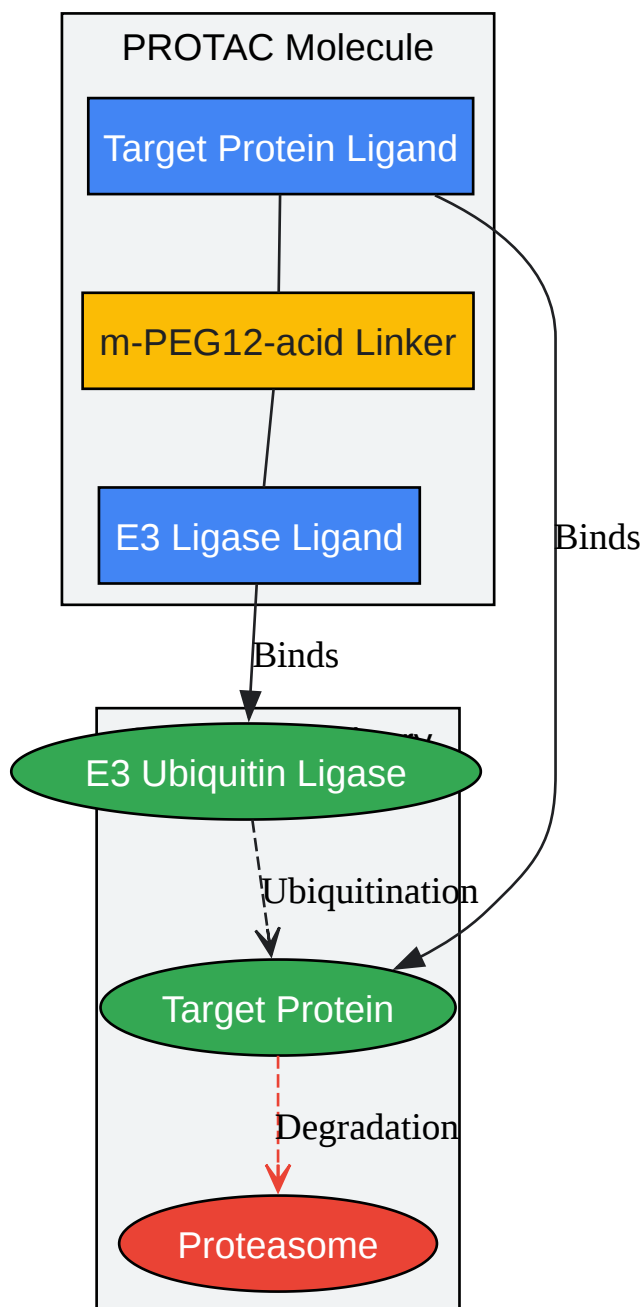 PROTAC Molecule
Target Protein Ligand
m-PEG12-acid Linker
E3 Ligase Ligand
Binds
Binds
E3 Ubiquitin Ligase
Ubiquitination
Target Protein
Degradation
Proteasome